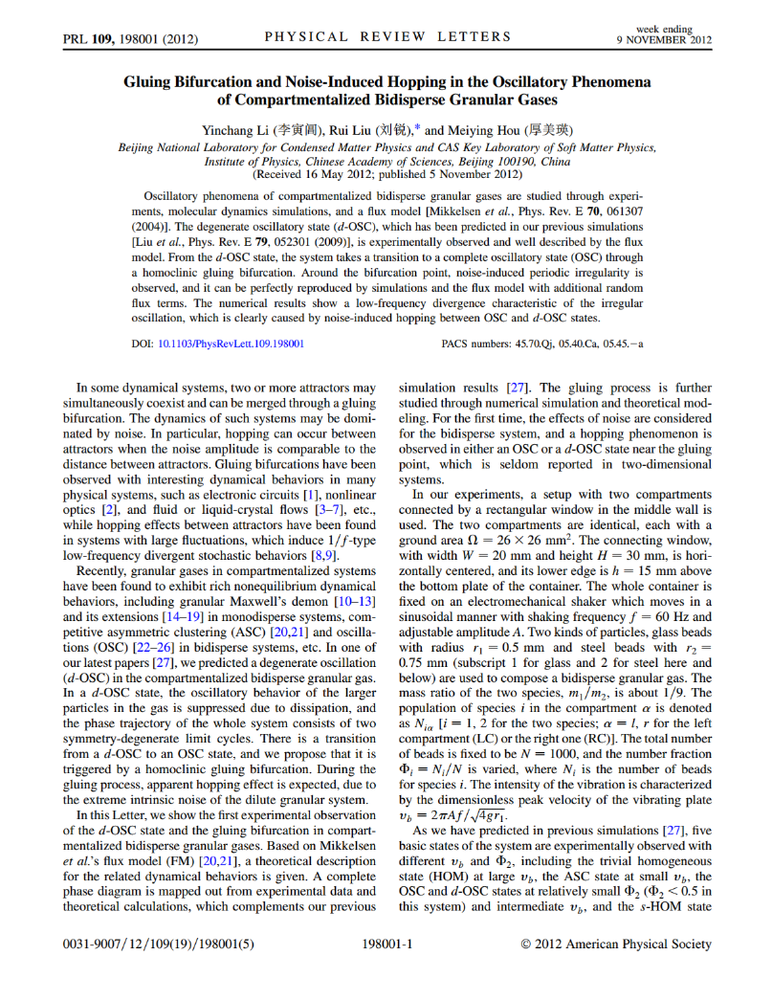 PRL 109, 198001 (2012)
PHYSICAL REVIEW LETTERS
week ending
9 NOVEMBER 2012
Gluing Bifurcation and Noise-Induced Hopping in the Oscillatory Phenomena
of Compartmentalized Bidisperse Granular Gases
Yinchang Li (李寅阊), Rui Liu (刘锐),* and Meiying Hou (厚美瑛)
Beijing National Laboratory for Condensed Matter Physics and CAS Key Laboratory of Soft Matter Physics,
Institute of Physics, Chinese Academy of Sciences, Beijing 100190, China
(Received 16 May 2012; published 5 November 2012)
Oscillatory phenomena of compartmentalized bidisperse granular gases are studied through experi-
ments, molecular dynamics simulations, and a flux model [Mikkelsen et al., Phys. Rev. E 70, 061307
(2004)]. The degenerate oscillatory state (d-OSC), which has been predicted in our previous simulations
[Liu et al., Phys. Rev. E 79, 052301 (2009)], is experimentally observed and well described by the flux
model. From the d-OSC state, the system takes a transition to a complete oscillatory state (OSC) through
a homoclinic gluing bifurcation. Around the bifurcation point, noise-induced periodic irregularity is
observed, and it can be perfectly reproduced by simulations and the flux model with additional random
flux terms. The numerical results show a low-frequency divergence characteristic of the irregular
oscillation, which is clearly caused by noise-induced hopping between OSC and d-OSC states.
DOI: 10.1103/PhysRevLett.109.198001
PACS numbers: 45.70.Qj, 05.40.Ca, 05.45.−a
In some dynamical systems, two or more attractors may
simultaneously coexist and can be merged through a gluing
bifurcation. The dynamics of such systems may be domi-
nated by noise. In particular, hopping can occur between
attractors when the noise amplitude is comparable to the
distance between attractors. Gluing bifurcations have been
observed with interesting dynamical behaviors in many
physical systems, such as electronic circuits [1], nonlinear
optics [2], and fluid or liquid-crystal flows [3–7], etc.,
while hopping effects between attractors have been found
in systems with large fluctuations, which induce 1/f-type
low-frequency divergent stochastic behaviors [8,9].
Recently, granular gases in compartmentalized systems
have been found to exhibit rich nonequilibrium dynamical
behaviors, including granular Maxwell's demon [10–13]
and its extensions [14–19] in monodisperse systems, com-
petitive asymmetric clustering (ASC) [20,21] and oscilla-
tions (OSC) [22–26] in bidisperse systems, etc. In one of
our latest papers [27], we predicted a degenerate oscillation
(d-OSC) in the compartmentalized bidisperse granular gas.
In a d-OSC state, the oscillatory behavior of the larger
particles in the gas is suppressed due to dissipation, and
the phase trajectory of the whole system consists of two
symmetry-degenerate limit cycles. There is a transition
from a d-OSC to an OSC state, and we propose that it is
triggered by a homoclinic gluing bifurcation. During the
gluing process, apparent hopping effect is expected, due to
the extreme intrinsic noise of the dilute granular system.
In this Letter, we show the first experimental observation
of the d-OSC state and the gluing bifurcation in compart-
mentalized bidisperse granular gases. Based on Mikkelsen
et al.'s flux model (FM) [20,21], a theoretical description
for the related dynamical behaviors is given. A complete
phase diagram is mapped out from experimental data and
theoretical calculations, which complements our previous
simulation results [27]. The gluing process is further
studied through numerical simulation and theoretical mod-
eling. For the first time, the effects of noise are considered
for the bidisperse system, and a hopping phenomenon is
observed in either an OSC or a d-OSC state near the gluing
point, which is seldom reported in two-dimensional
systems.
In our experiments, a setup with two compartments
connected by a rectangular window in the middle wall is
used. The two compartments are identical, each with a
ground area Ω = 26 × 26 mm². The connecting window,
with width W = 20 mm and height H = 30 mm, is hori-
zontally centered, and its lower edge is h = 15 mm above
the bottom plate of the container. The whole container is
fixed on an electromechanical shaker which moves in a
sinusoidal manner with shaking frequency f = 60 Hz and
adjustable amplitude A. Two kinds of particles, glass beads
with radius r₁ = 0.5 mm and steel beads with r₂ =
0.75 mm (subscript 1 for glass and 2 for steel here and
below) are used to compose a bidisperse granular gas. The
mass ratio of the two species, m₁/m₂, is about 1/9. The
population of species i in the compartment α is denoted
as Niα [i = 1, 2 for the two species; α = l, r for the left
compartment (LC) or the right one (RC)]. The total number
of beads is fixed to be N = 1000, and the number fraction
Φi = Ni/N is varied, where Ni is the number of beads
for species i. The intensity of the vibration is characterized
by the dimensionless peak velocity of the vibrating plate
υb = 2πAf/√4gr₁.
As we have predicted in previous simulations [27], five
basic states of the system are experimentally observed with
different υb and Φ₂, including the trivial homogeneous
state (HOM) at large υb, the ASC state at small υb, the
OSC and d-OSC states at relatively small Φ₂ (Φ₂ < 0.5 in
this system) and intermediate υb, and the s-HOM state
0031-9007/12/109(19)/198001(5)
198001-1
© 2012 American Physical Society